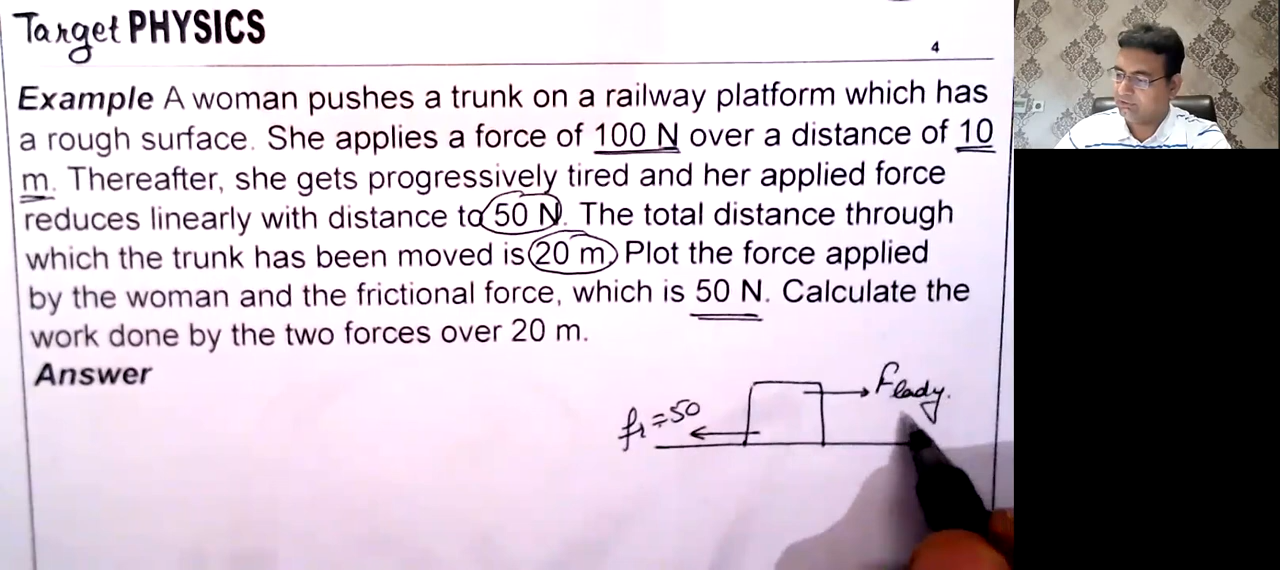 Target PHYSICS
4
Example A woman pushes a trunk on a railway platform which has
a rough surface. She applies a force of 100 N over a distance of 10
m. Thereafter, she gets progressively tired and her applied force
reduces linearly with distance to 50 N. The total distance through
which the trunk has been moved is 20 m. Plot the force applied
by the woman and the frictional force, which is 50 N. Calculate the
work done by the two forces over 20 m.
Answer
fr=50
Flady.